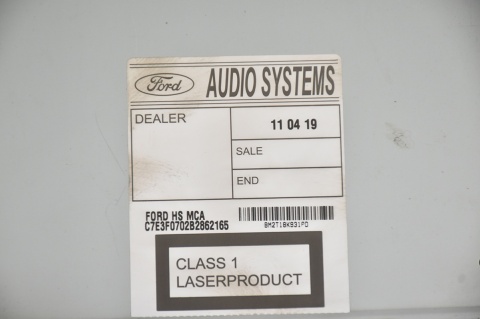 Ford AUDIO SYSTEMS
DEALER
11 04 19
SALE
END
FORD HS MCA
C7E3F0702B2862165
CLASS 1
LASERPRODUCT